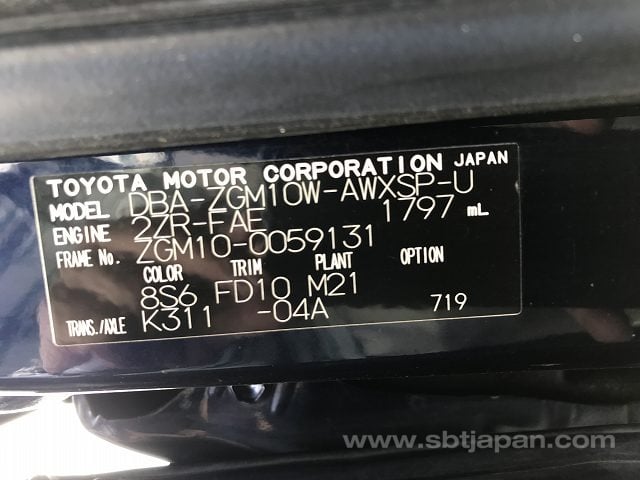 TOYOTA MOTOR CORPORATION JAPAN
MODEL DBA-ZGM10W-AWXSP-U
ENGINE 2ZR-FAE 1797 mL
FRAME No. ZGM10-0059131
COLOR TRIM PLANT OPTION
8S6 FD10 M21
TRANS./AXLE K311 -04A 719
www.sbtjapan.com